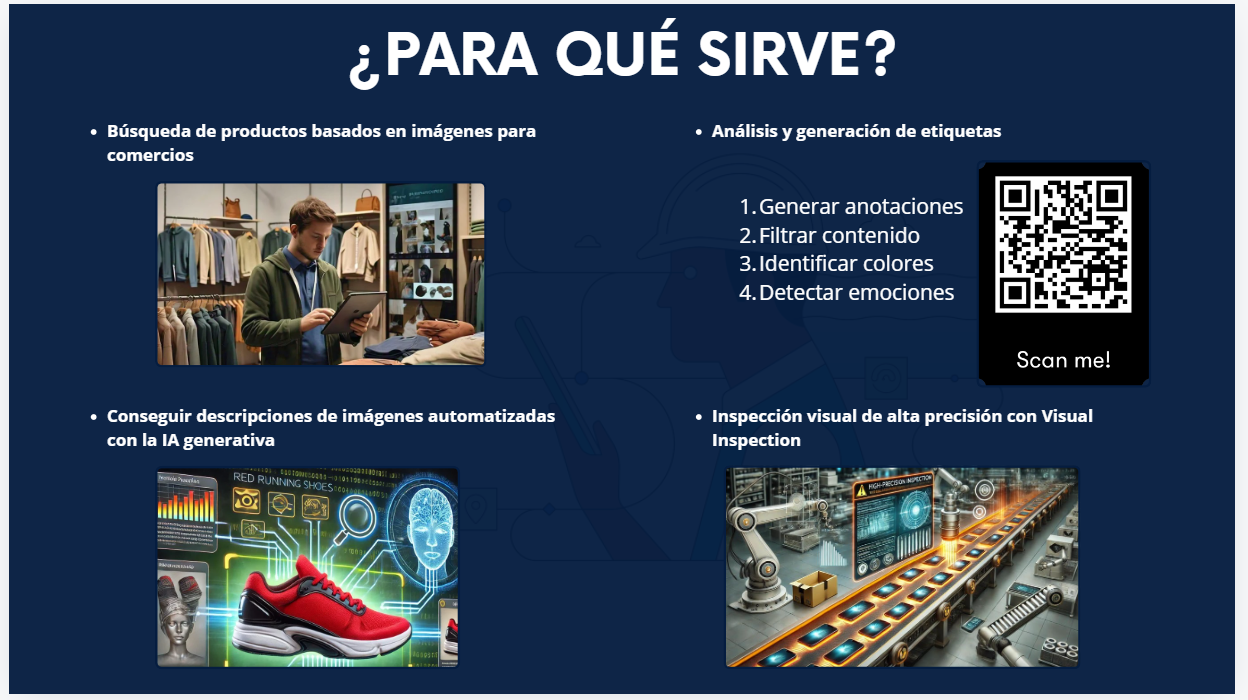 ¿PARA QUÉ SIRVE?
• Búsqueda de productos basados en imágenes para
comercios
• Análisis y generación de etiquetas
1. Generar anotaciones
2. Filtrar contenido
3. Identificar colores
4. Detectar emociones
Scan me!
• Conseguir descripciones de imágenes automatizadas
con la IA generativa
RED RUNNING SHOES
• Inspección visual de alta precisión con Visual
Inspection
HIGH-PRECISION INSPECTION